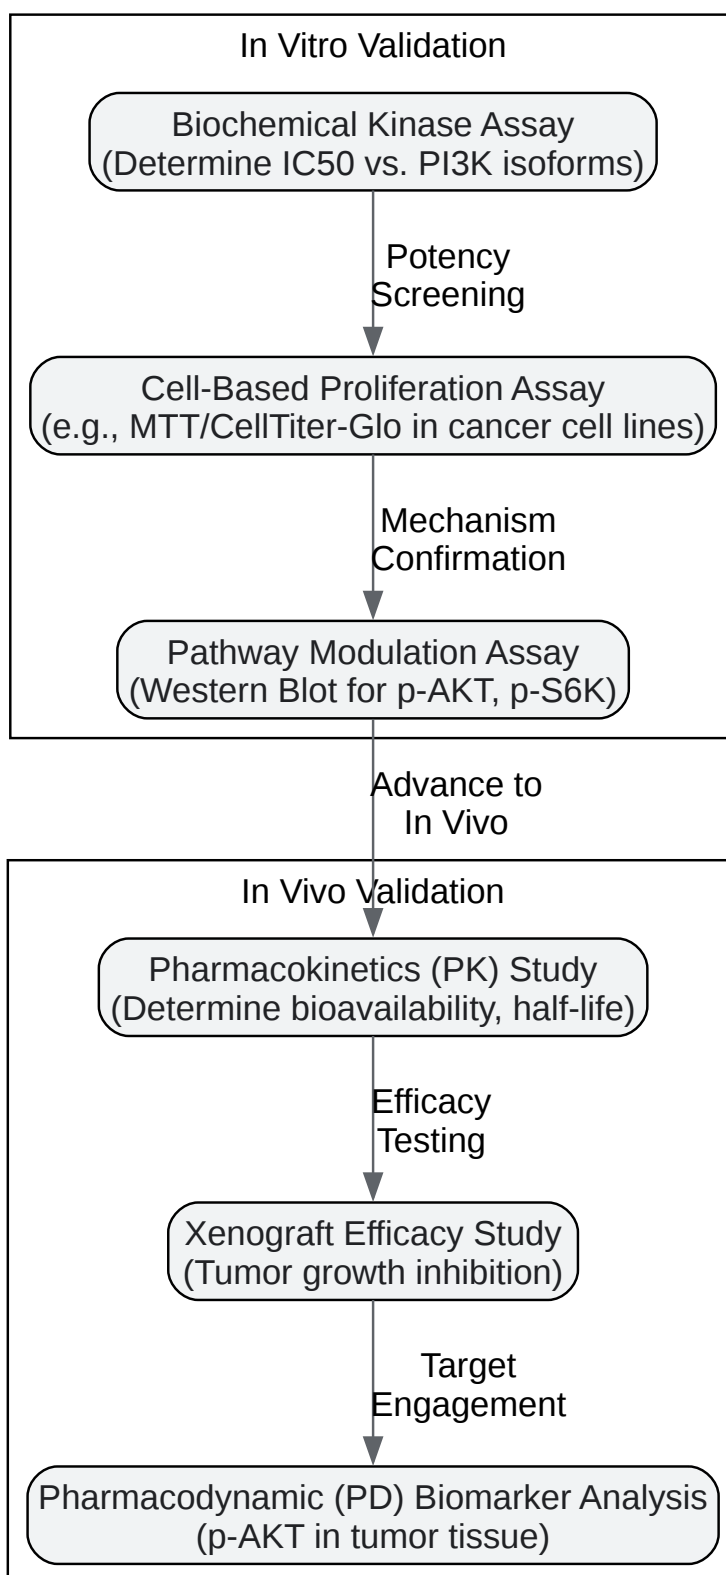 In Vitro Validation
Biochemical Kinase Assay
(Determine IC50 vs. PI3K isoforms)
Potency
Screening
Cell-Based Proliferation Assay
(e.g., MTT/CellTiter-Glo in cancer cell lines)
Mechanism
Confirmation
Pathway Modulation Assay
(Western Blot for p-AKT, p-S6K)
Advance to
In Vivo
In Vivo Validation
Pharmacokinetics (PK) Study
(Determine bioavailability, half-life)
Efficacy
Testing
Xenograft Efficacy Study
(Tumor growth inhibition)
Target
Engagement
Pharmacodynamic (PD) Biomarker Analysis
(p-AKT in tumor tissue)